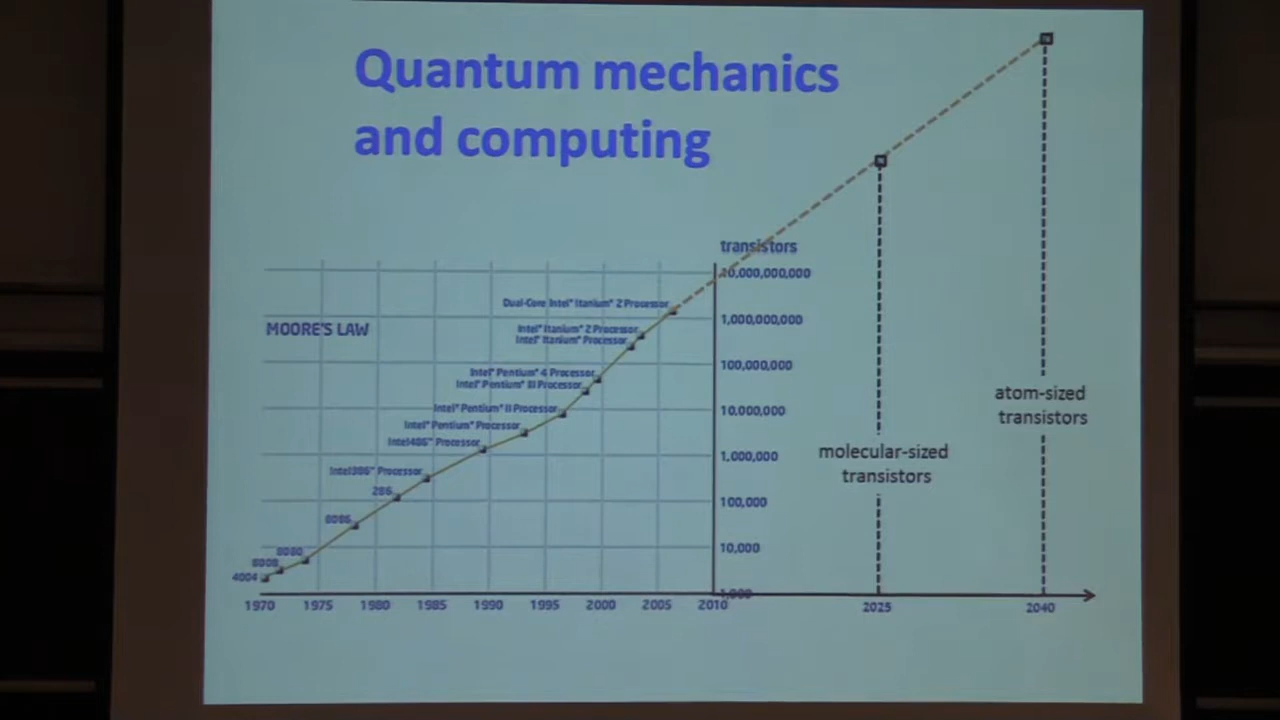 Quantum mechanics
and computing
transistors
10,000,000,000
Dual-Core Intel® Itanium® 2 Processor
1,000,000,000
MOORE'S LAW
Intel® Itanium® 2 Processor
Intel® Itanium® Processor
100,000,000
Intel® Pentium® 4 Processor
Intel® Pentium® III Processor
Intel® Pentium® II Processor
10,000,000
Intel® Pentium® Processor
Intel486™ Processor
1,000,000
Intel386™ Processor
286
100,000
8086
10,000
8080
8008
4004
1,000
atom-sized
transistors
molecular-sized
transistors
1970 1975 1980 1985 1990 1995 2000 2005 2010 2025 2040